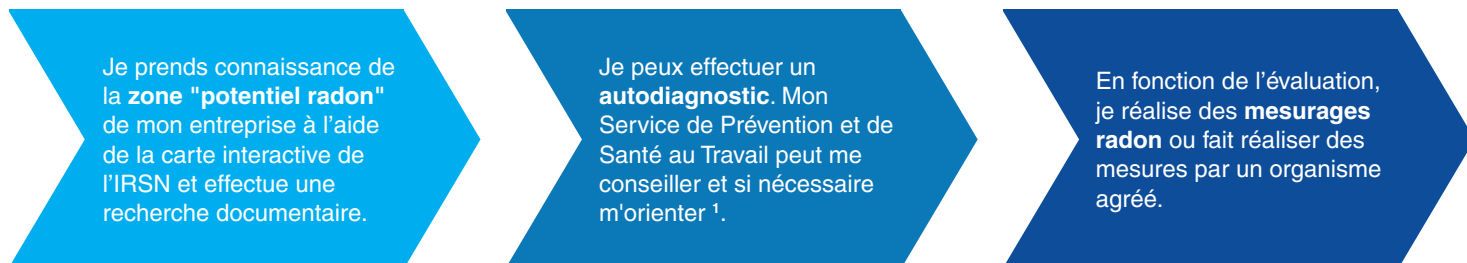 Je prends connaissance de
la zone "potentiel radon"
de mon entreprise à l'aide
de la carte interactive de
l'IRSN et effectue une
recherche documentaire.
Je peux effectuer un
autodiagnostic. Mon
Service de Prévention et de
Santé au Travail peut me
conseiller et si nécessaire
m'orienter ¹.
En fonction de l’évaluation,
je réalise des mesurages
radon ou fait réaliser des
mesures par un organisme
agréé.